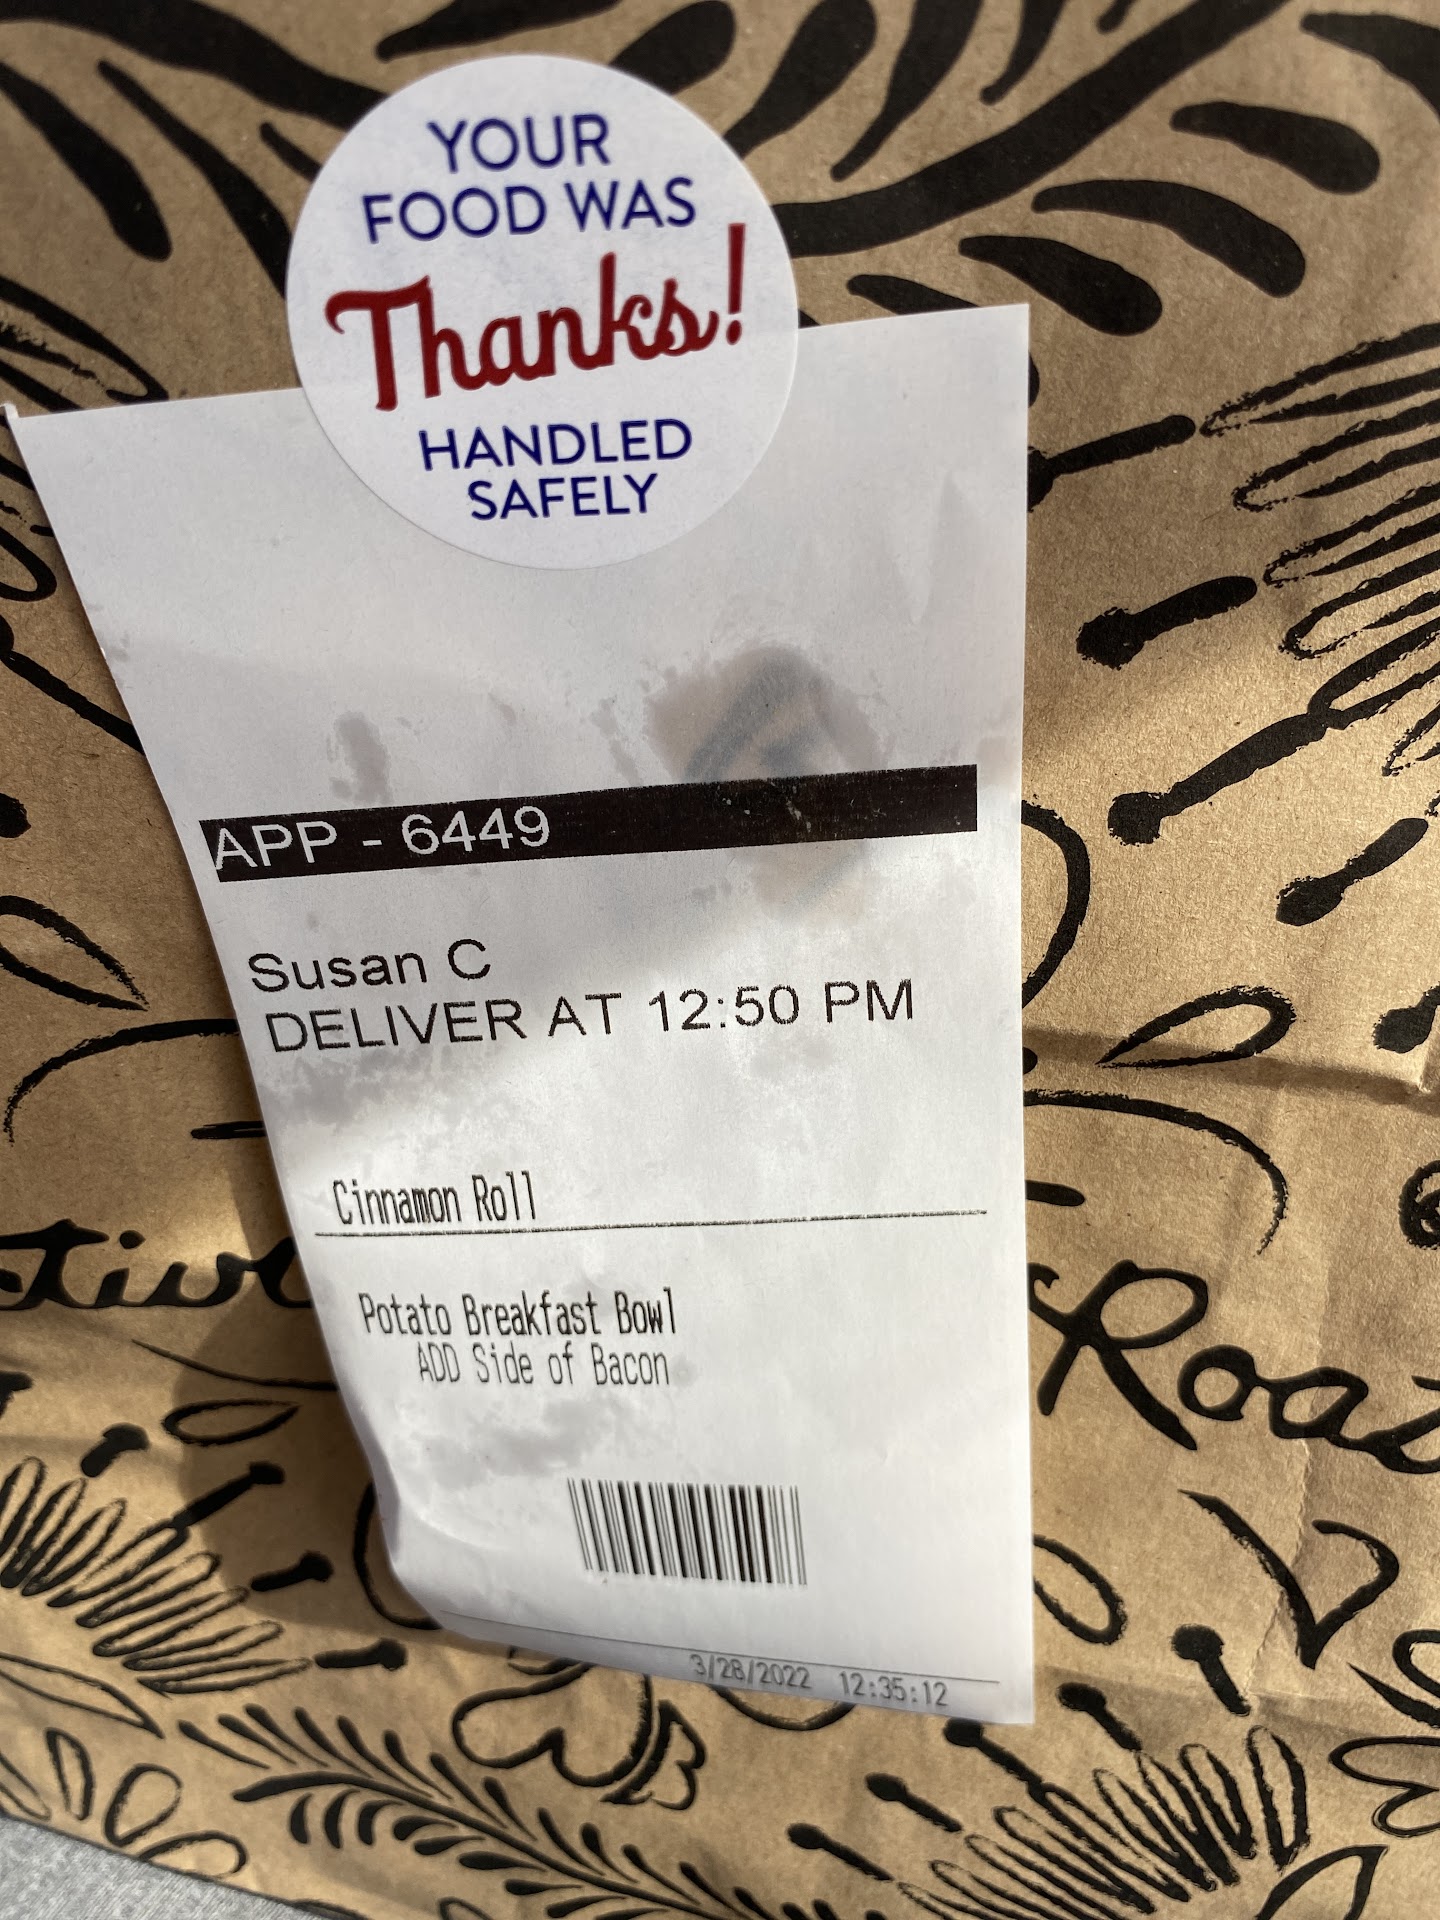 YOUR
FOOD WAS
Thanks!
HANDLED
SAFELY
APP - 6449
Susan C
DELIVER AT 12:50 PM
Cinnamon Roll
Potato Breakfast Bowl
ADD Side of Bacon
3/28/2022 12:35:12